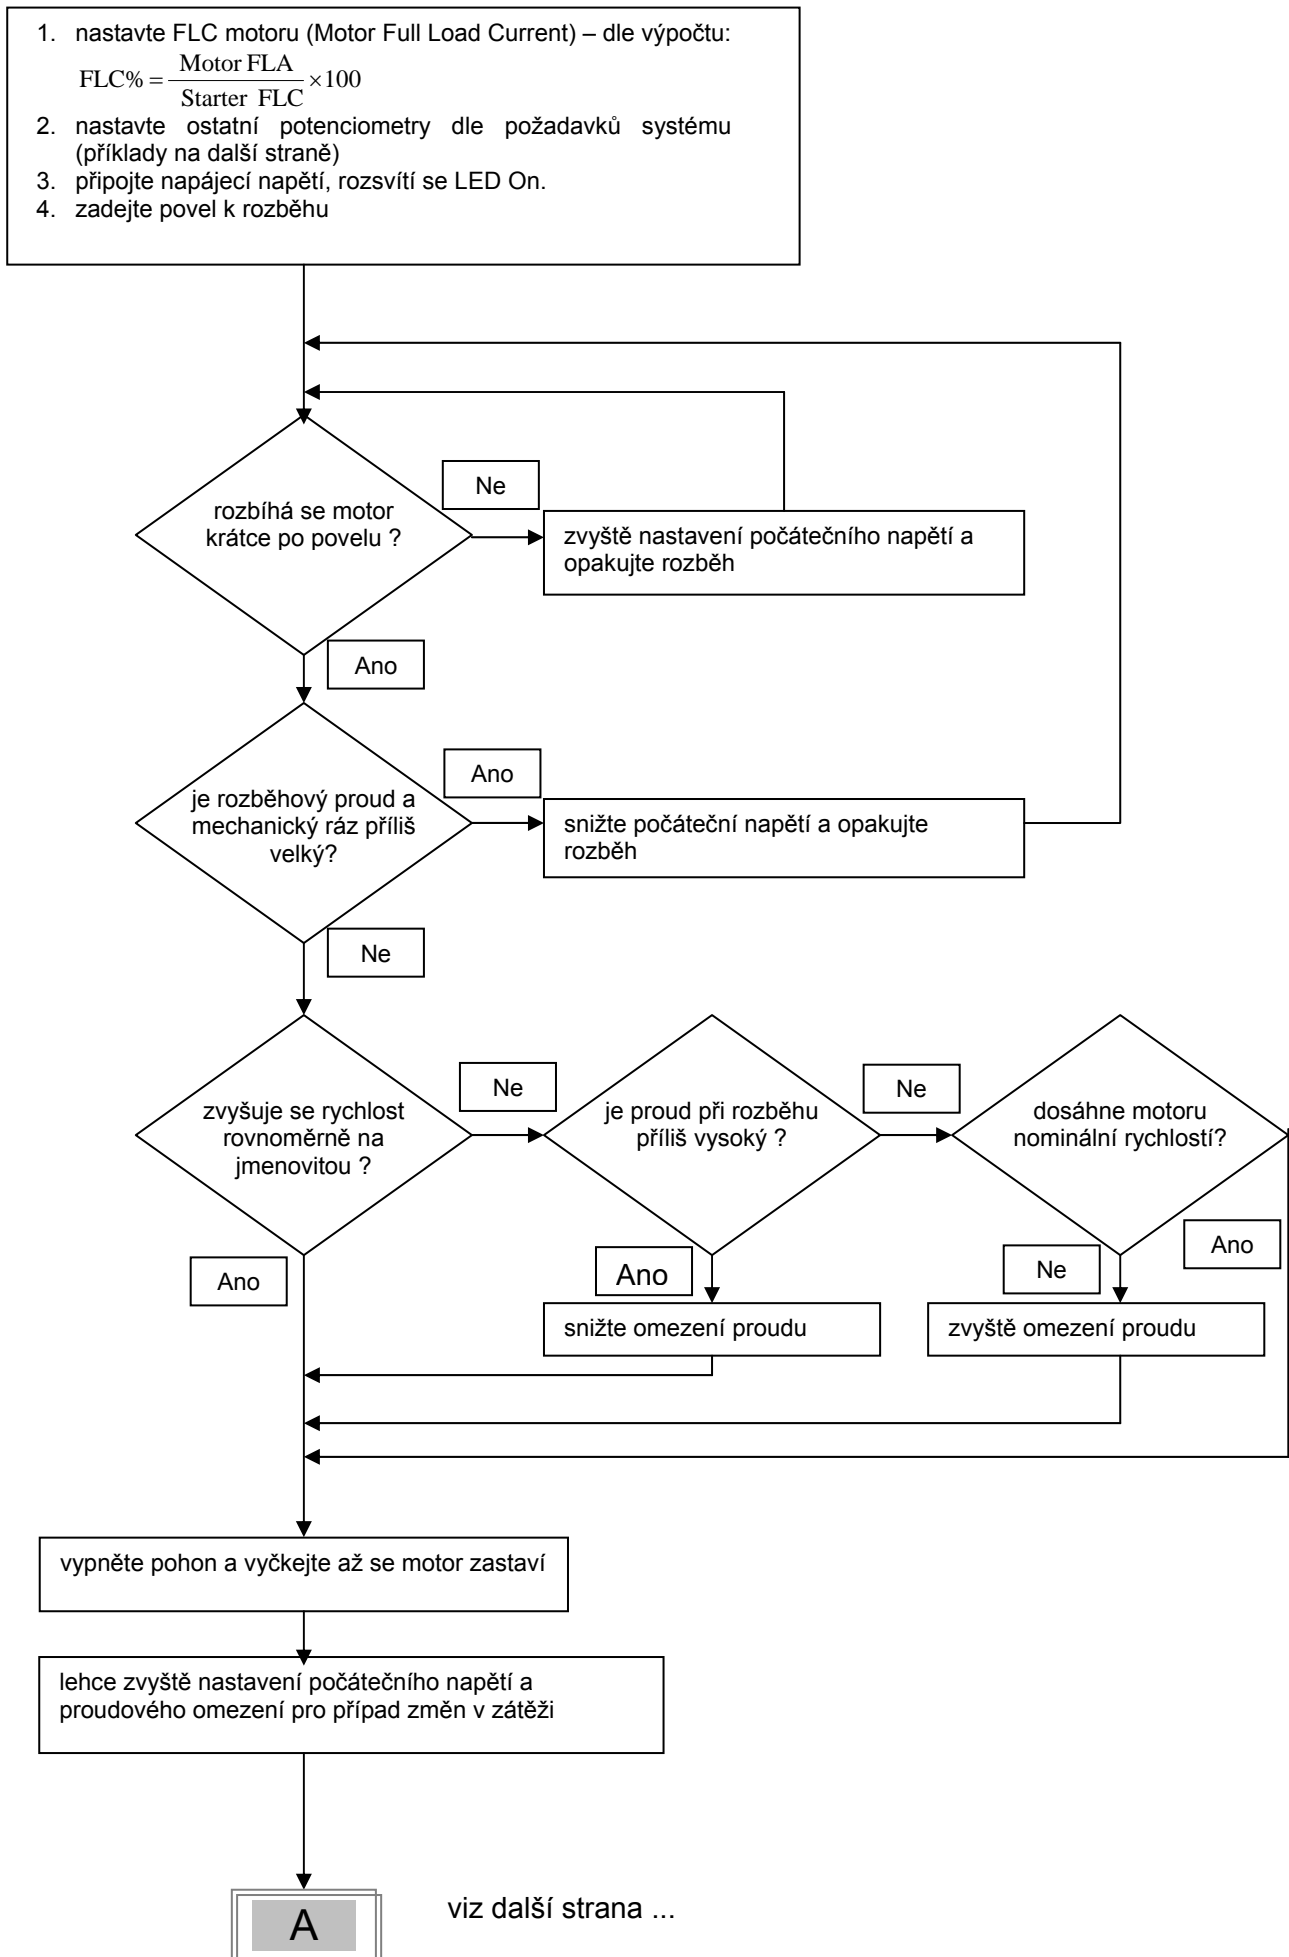 1. nastavte FLC motoru (Motor Full Load Current) – dle výpočtu:
FLC% = Motor FLA / Starter FLC ×100
2. nastavte ostatní potenciometry dle požadavků systému
(příklady na další straně)
3. připojte napájecí napětí, rozsvítí se LED On.
4. zadejte povel k rozběhu
rozbíhá se motor
krátce po povelu ?
Ne
zvyště nastavení počátečního napětí a
opakujte rozběh
Ano
je rozběhový proud a
mechanický ráz příliš
velký?
Ano
snižte počáteční napětí a opakujte
rozběh
Ne
zvyšuje se rychlost
rovnoměrně na
jmenovitou ?
Ne
je proud při rozběhu
příliš vysoký ?
Ne
dosáhne motoru
nominální rychlostí?
Ano
Ano
Ne
Ano
snižte omezení proudu
zvyště omezení proudu
vypněte pohon a vyčkejte až se motor zastaví
lehce zvyště nastavení počátečního napětí a
proudového omezení pro případ změn v zátěži
A
viz další strana ...